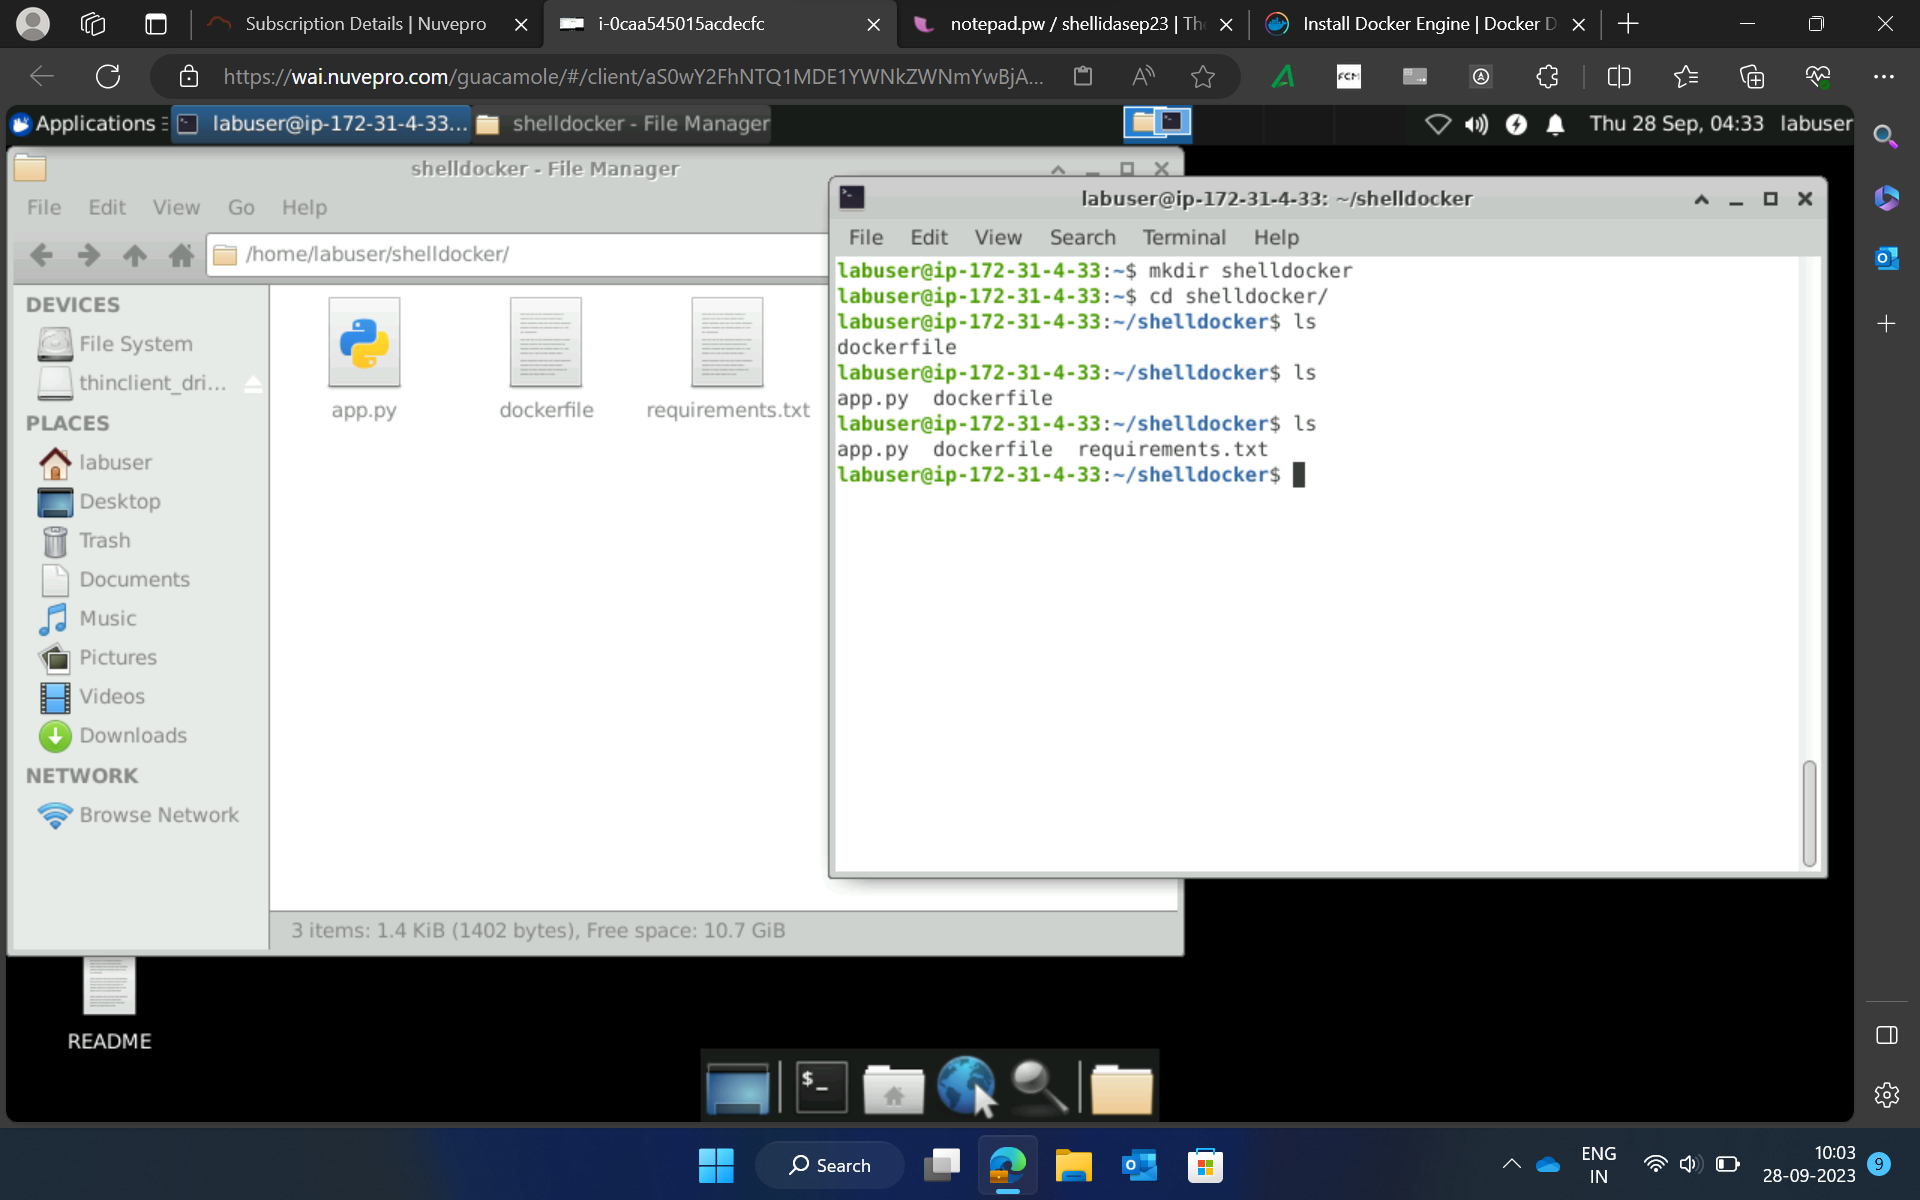 Subscription Details | Nuvepro
i-0caa545015acdecfc
notepad.pw / shellidasep23 | Th
Install Docker Engine | Docker D
https://wai.nuvepro.com/guacamole/#/client/aS0wY2FhNTQ1MDE1YWNkZWNmYwBjA...
FCM
Applications
labuser@ip-172-31-4-33...
shelldocker - File Manager
Thu 28 Sep, 04:33
labuser
shelldocker - File Manager
File Edit View Go Help
/home/labuser/shelldocker/
DEVICES
File System
thinclient_dri...
PLACES
labuser
Desktop
Trash
Documents
Music
Pictures
Videos
Downloads
NETWORK
Browse Network
app.py
dockerfile
requirements.txt
3 items: 1.4 KiB (1402 bytes), Free space: 10.7 GiB
labuser@ip-172-31-4-33: ~/shelldocker
File Edit View Search Terminal Help
labuser@ip-172-31-4-33:~$ mkdir shelldocker
labuser@ip-172-31-4-33:~$ cd shelldocker/
labuser@ip-172-31-4-33:~/shelldocker$ ls
dockerfile
labuser@ip-172-31-4-33:~/shelldocker$ ls
app.py dockerfile
labuser@ip-172-31-4-33:~/shelldocker$ ls
app.py dockerfile requirements.txt
labuser@ip-172-31-4-33:~/shelldocker$
README
$_
Search
ENG
IN
10:03
28-09-2023
9